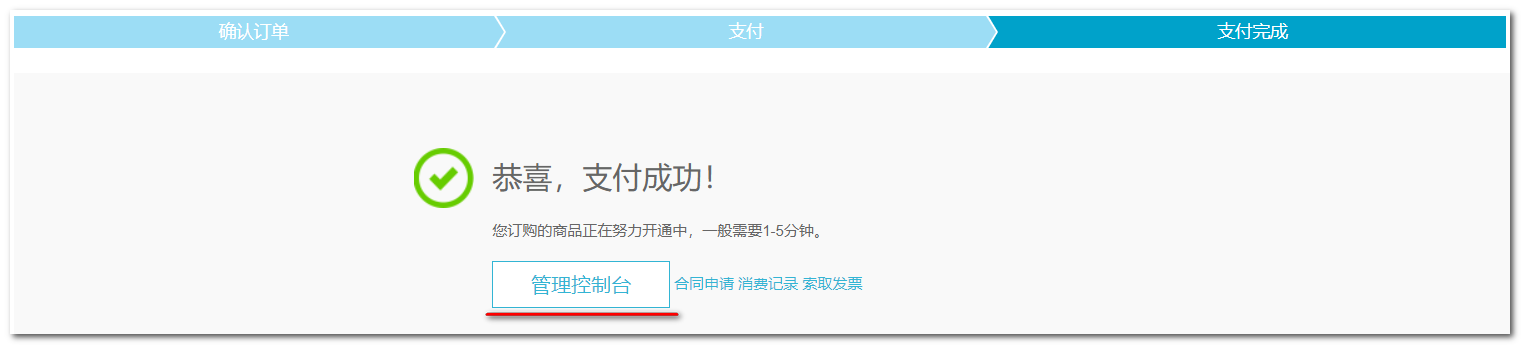 确认订单 支付 支付完成
恭喜，支付成功！
您订购的商品正在努力开通中，一般需要1-5分钟。
管理控制台 合同申请 消费记录 索取发票